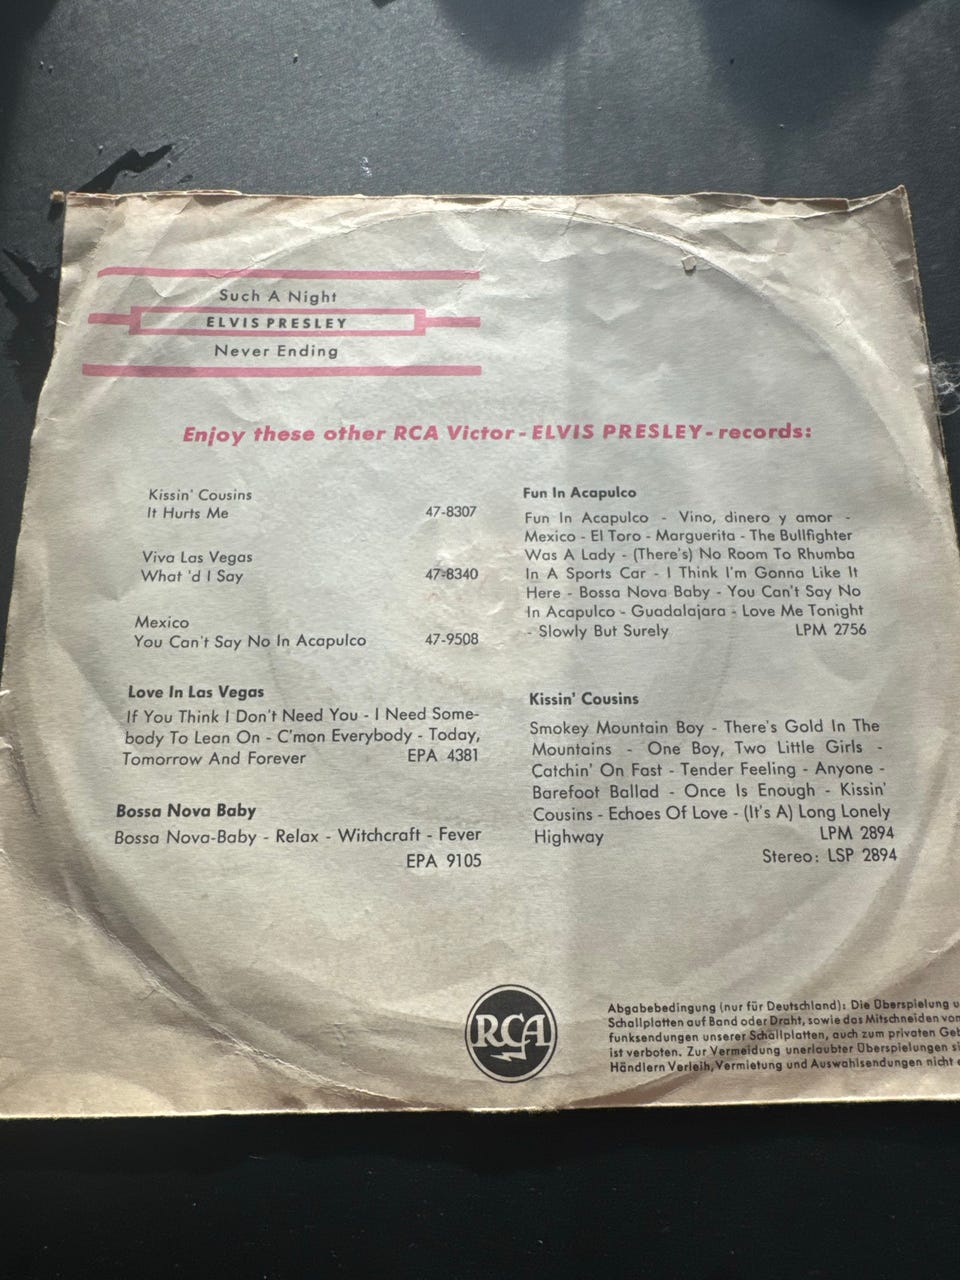 Such A Night
ELVIS PRESLEY
Never Ending
Enjoy these other RCA Victor - ELVIS PRESLEY - records:
Kissin' Cousins
It Hurts Me 47-8307
Viva Las Vegas
What 'd I Say 47-8340
Mexico
You Can't Say No In Acapulco 47-9508
Love In Las Vegas
If You Think I Don't Need You - I Need Some-
body To Lean On - C'mon Everybody - Today,
Tomorrow And Forever EPA 4381
Bossa Nova Baby
Bossa Nova-Baby - Relax - Witchcraft - Fever
EPA 9105
Fun In Acapulco
Fun In Acapulco - Vino, dinero y amor -
Mexico - El Toro - Marguerita - The Bullfighter
Was A Lady - (There's) No Room To Rhumba
In A Sports Car - I Think I'm Gonna Like It
Here - Bossa Nova Baby - You Can't Say No
In Acapulco - Guadalajara - Love Me Tonight
- Slowly But Surely LPM 2756
Kissin' Cousins
Smokey Mountain Boy - There's Gold In The
Mountains - One Boy, Two Little Girls -
Catchin' On Fast - Tender Feeling - Anyone -
Barefoot Ballad - Once Is Enough - Kissin'
Cousins - Echoes Of Love - (It's A) Long Lonely
Highway LPM 2894
Stereo: LSP 2894
RCA
Abgabebedingung (nur für Deutschland): Die Überspielung
Schallplatten auf Band oder Draht, sowie das Mitschneiden von
funksendungen unserer Schallplatten, auch zum privaten
ist verboten. Zur Vermeidung unerlaubter Überspielungen
Händlern Verleih, Vermietung und Auswahlsendungen nicht